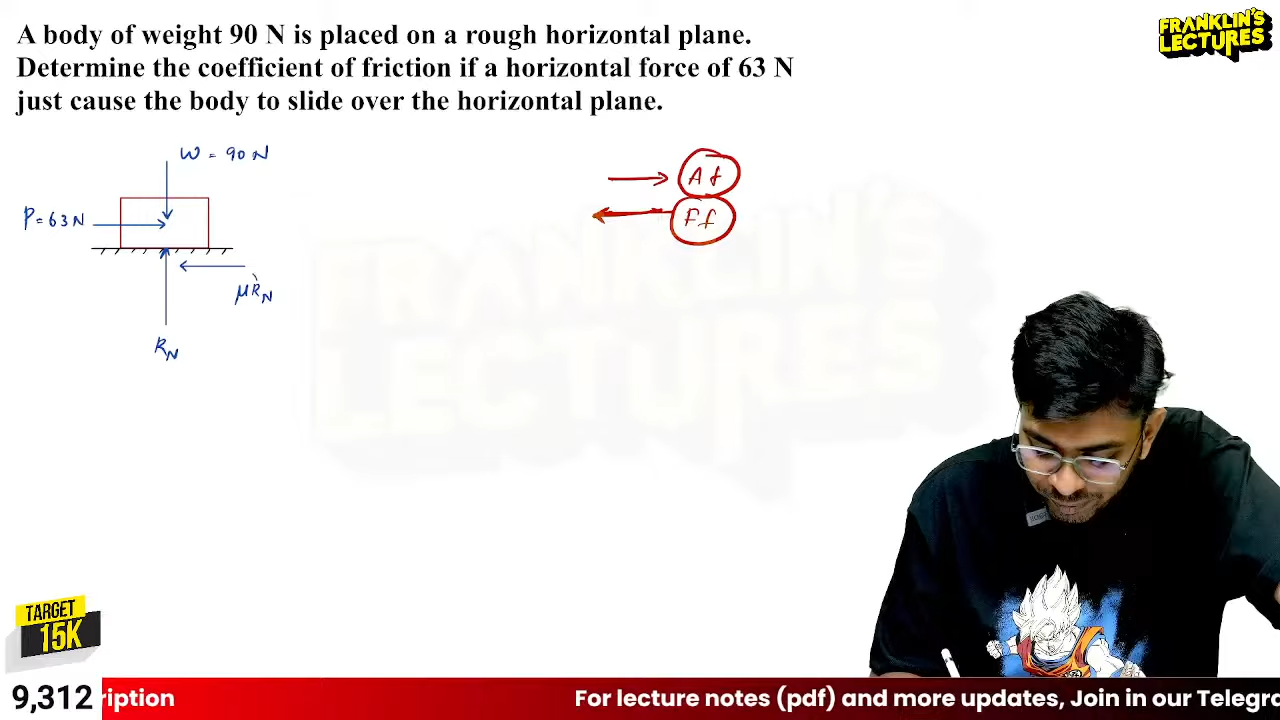 A body of weight 90 N is placed on a rough horizontal plane.
Determine the coefficient of friction if a horizontal force of 63 N
just cause the body to slide over the horizontal plane.
FRANKLIN'S
LECTURES
W = 90 N
P = 63 N
μRN
RN
Af
Ff
FRANKLIN'S
LECTURES
TARGET
15K
9,312
ription
For lecture notes (pdf) and more updates, Join in our Telegra